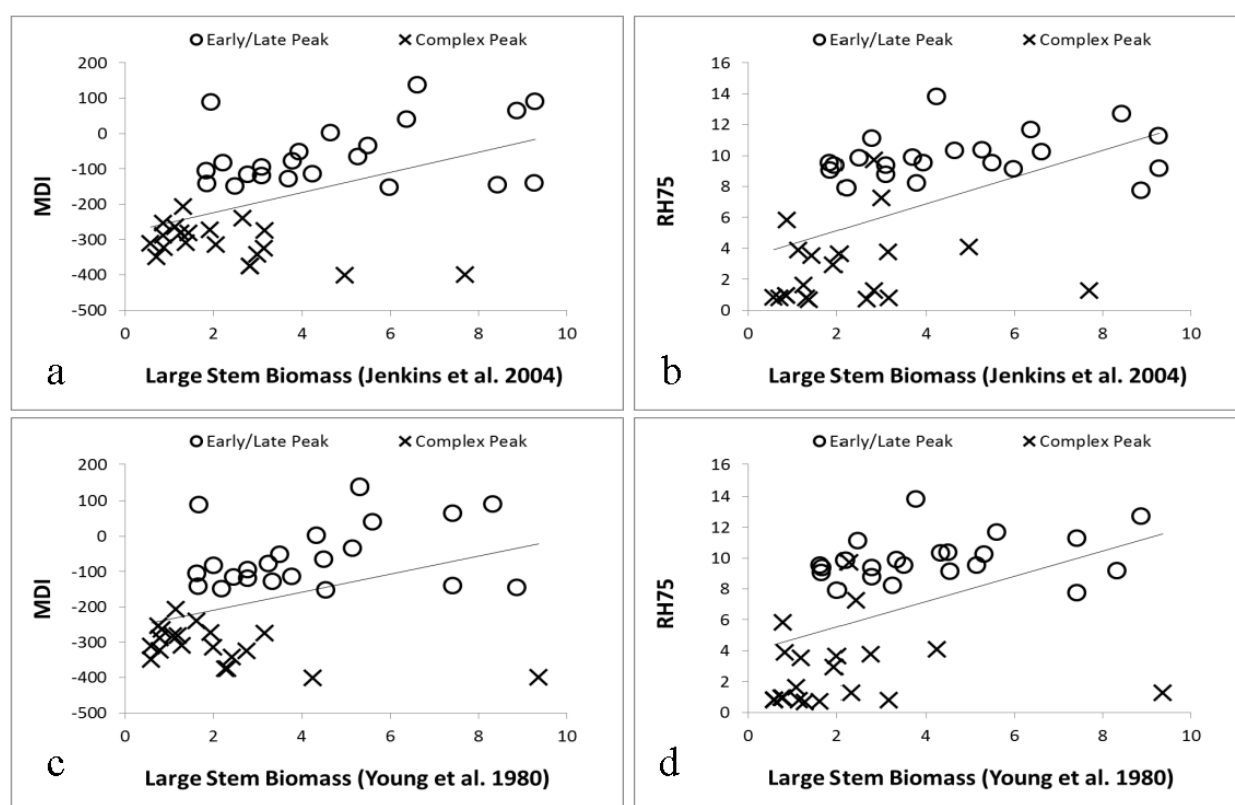 Early/Late Peak Complex Peak
200
100
0
-100
-200
-300
-400
-500
MDI
0 2 4 6 8 10
a Large Stem Biomass (Jenkins et al. 2004)
Early/Late Peak Complex Peak
16
14
12
10
8
6
4
2
0
RH75
0 2 4 6 8 10
b Large Stem Biomass (Jenkins et al. 2004)
Early/Late Peak Complex Peak
200
100
0
-100
-200
-300
-400
-500
MDI
0 2 4 6 8 10
c Large Stem Biomass (Young et al. 1980)
Early/Late Peak Complex Peak
16
14
12
10
8
6
4
2
0
RH75
0 2 4 6 8 10
d Large Stem Biomass (Young et al. 1980)